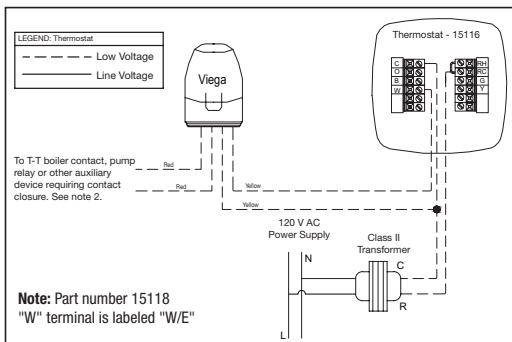 LEGEND: Thermostat
Low Voltage
Line Voltage
Viega
Thermostat - 15116
C
O
B
W
RH
RC
G
Y
To T-T boiler contact, pump
relay or other auxiliary
device requiring contact
closure. See note 2.
Red
Red
Yellow
Yellow
120 V AC
Power Supply
Class II
Transformer
N
C
R
L
Note: Part number 15118
"W" terminal is labeled "W/E"